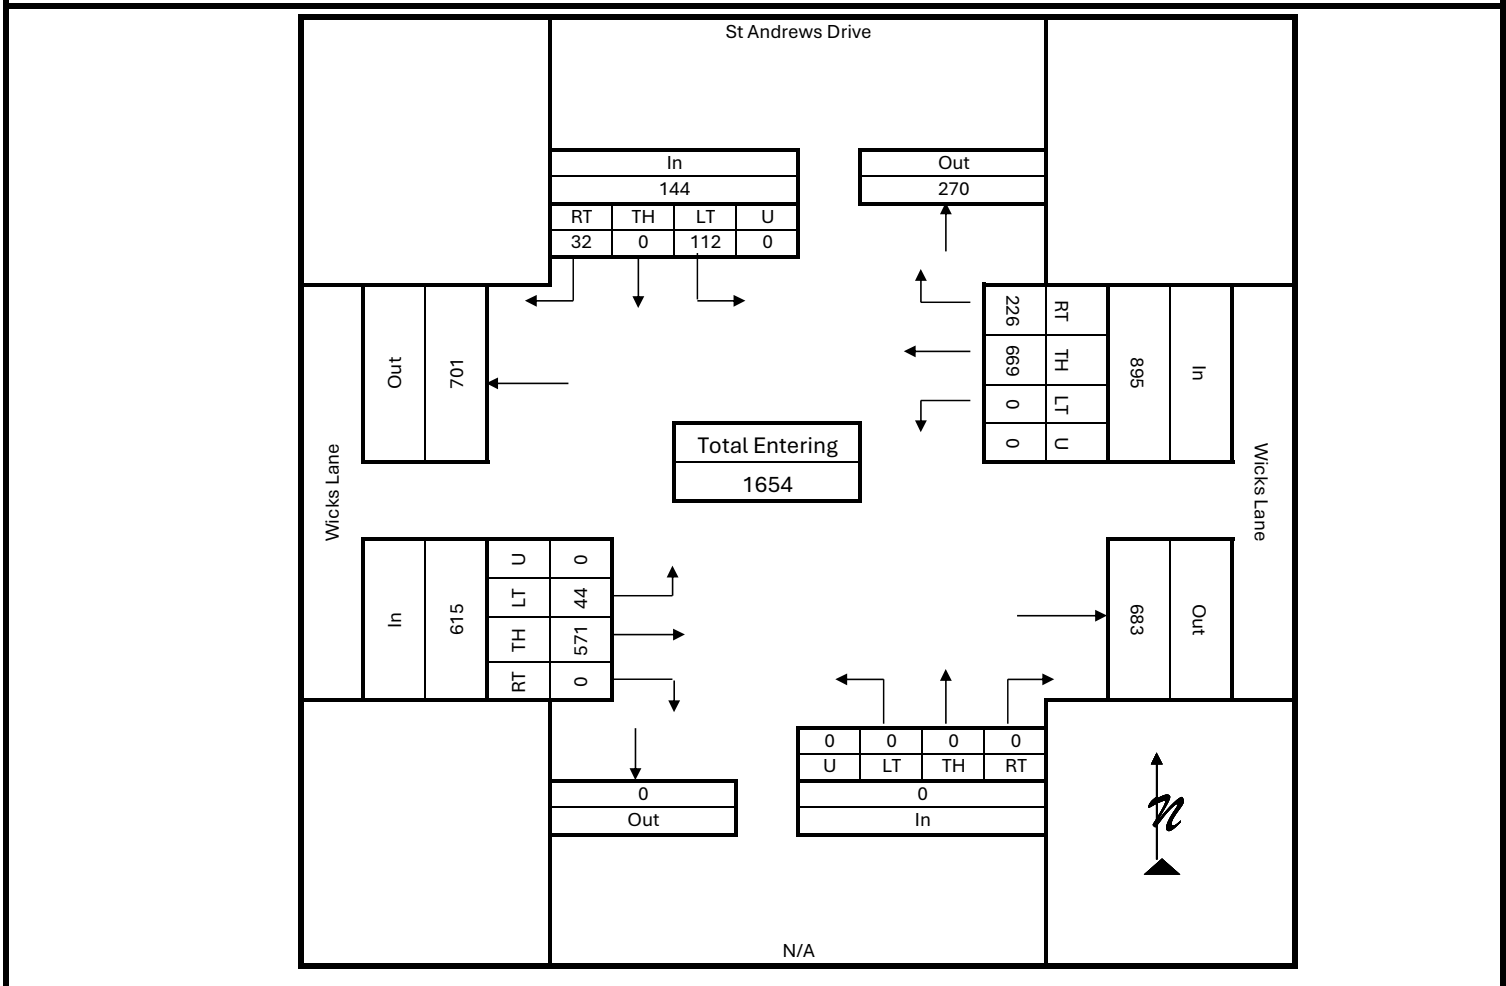 St Andrews Drive
In
144
RT TH LT U
32 0 112 0
Out
270
Out
701
226 RT
669 TH
0 LT
0 U
895
In
Wicks Lane
Total Entering
1654
Wicks Lane
In
615
U 0
LT 44
TH 571
RT 0
683
Out
0
Out
0 0 0 0
U LT TH RT
0
In
N
N/A